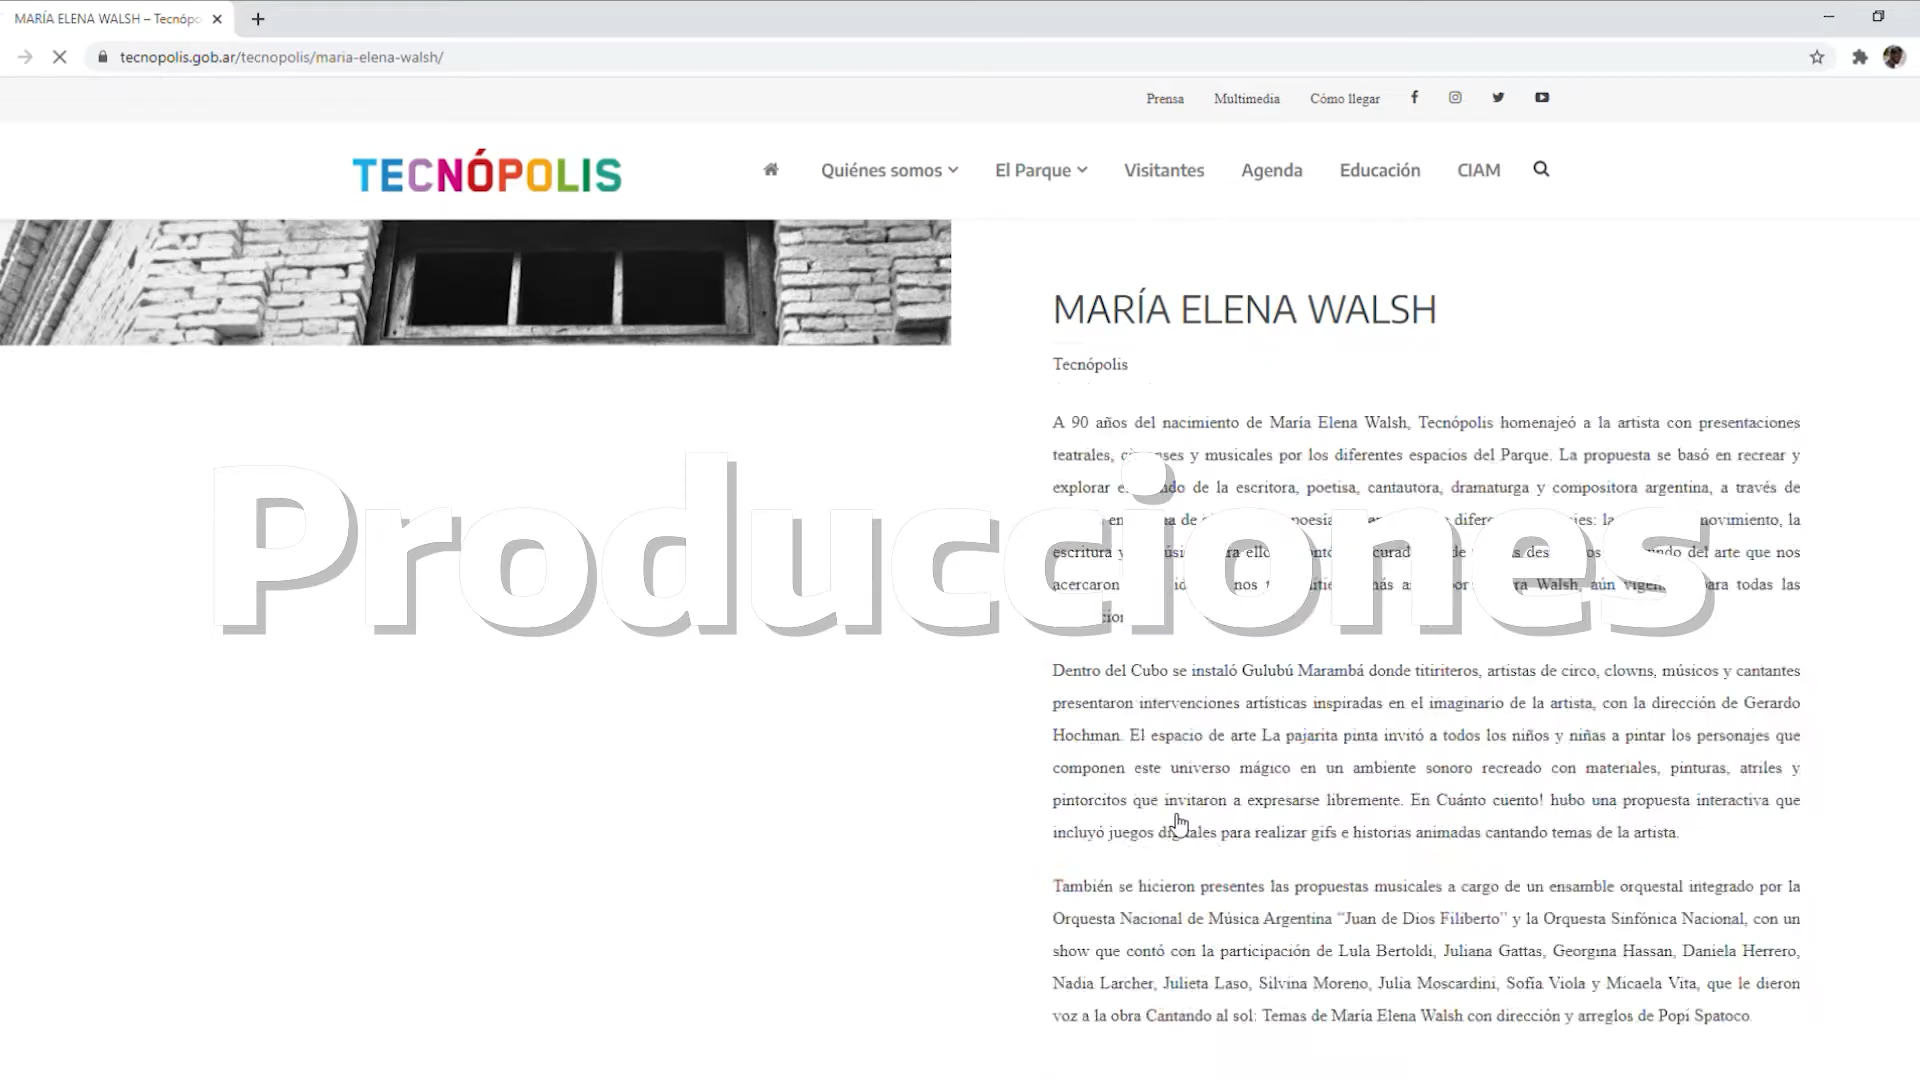 MARÍA ELENA WALSH – Tecnópo
tecnopolis.gob.ar/tecnopolis/maria-elena-walsh/
Prensa Multimedia Cómo llegar
TECNÓPOLIS
Quiénes somos El Parque Visitantes Agenda Educación CIAM
MARÍA ELENA WALSH
Tecnópolis
A 90 años del nacimiento de María Elena Walsh, Tecnópolis homenajeó a la artista con presentaciones
teatrales, y musicales por los diferentes espacios del Parque. La propuesta se basó en recrear y
explorar de la escritora, poetisa, cantautora, dramaturga y compositora argentina, a través de
de la
escritura y del arte que nos
acercaron nos Walsh, aún para todas las
Producciones
Dentro del Cubo se instaló Gulubú Marambá donde titiriteros, artistas de circo, clowns, músicos y cantantes
presentaron intervenciones artísticas inspiradas en el imaginario de la artista, con la dirección de Gerardo
Hochman. El espacio de arte La pajarita pinta invitó a todos los niños y niñas a pintar los personajes que
componen este universo mágico en un ambiente sonoro recreado con materiales, pinturas, atriles y
pintorcitos que invitaron a expresarse libremente. En Cuánto cuento! hubo una propuesta interactiva que
incluyó juegos digitales para realizar gifs e historias animadas cantando temas de la artista.
También se hicieron presentes las propuestas musicales a cargo de un ensamble orquestal integrado por la
Orquesta Nacional de Música Argentina “Juan de Dios Filiberto” y la Orquesta Sinfónica Nacional, con un
show que contó con la participación de Lula Bertoldi, Juliana Gattas, Georgina Hassan, Daniela Herrero,
Nadia Larcher, Julieta Laso, Silvina Moreno, Julia Moscardini, Sofía Viola y Micaela Vita, que le dieron
voz a la obra Cantando al sol: Temas de María Elena Walsh con dirección y arreglos de Popi Spatoco.